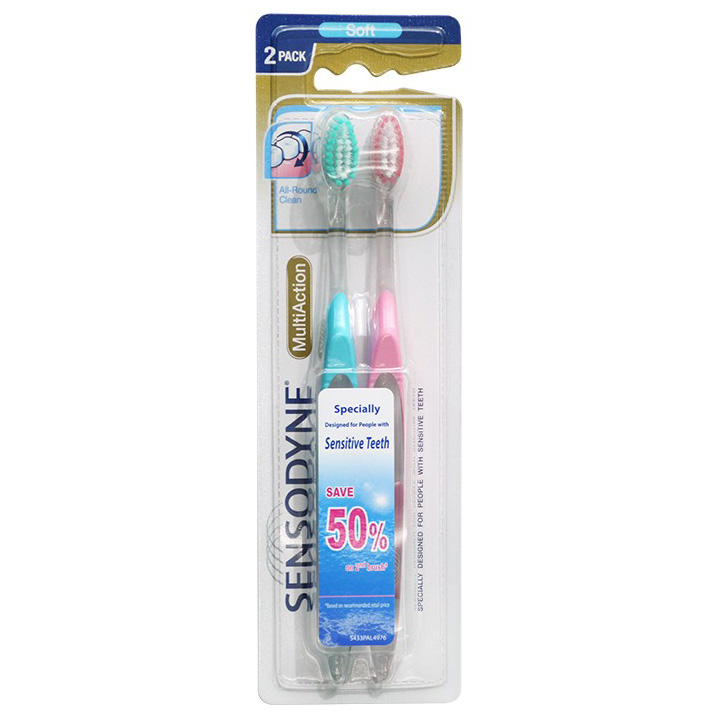 Soft
2 PACK
All-Round
Clean
MultiAction
SENSODYNE®
Specially
Designed for People with
Sensitive Teeth
SAVE
50%
on 2nd brush*
*Based on recommended retail price
S433PAL4976
SPECIALLY DESIGNED FOR PEOPLE WITH SENSITIVE TEETH